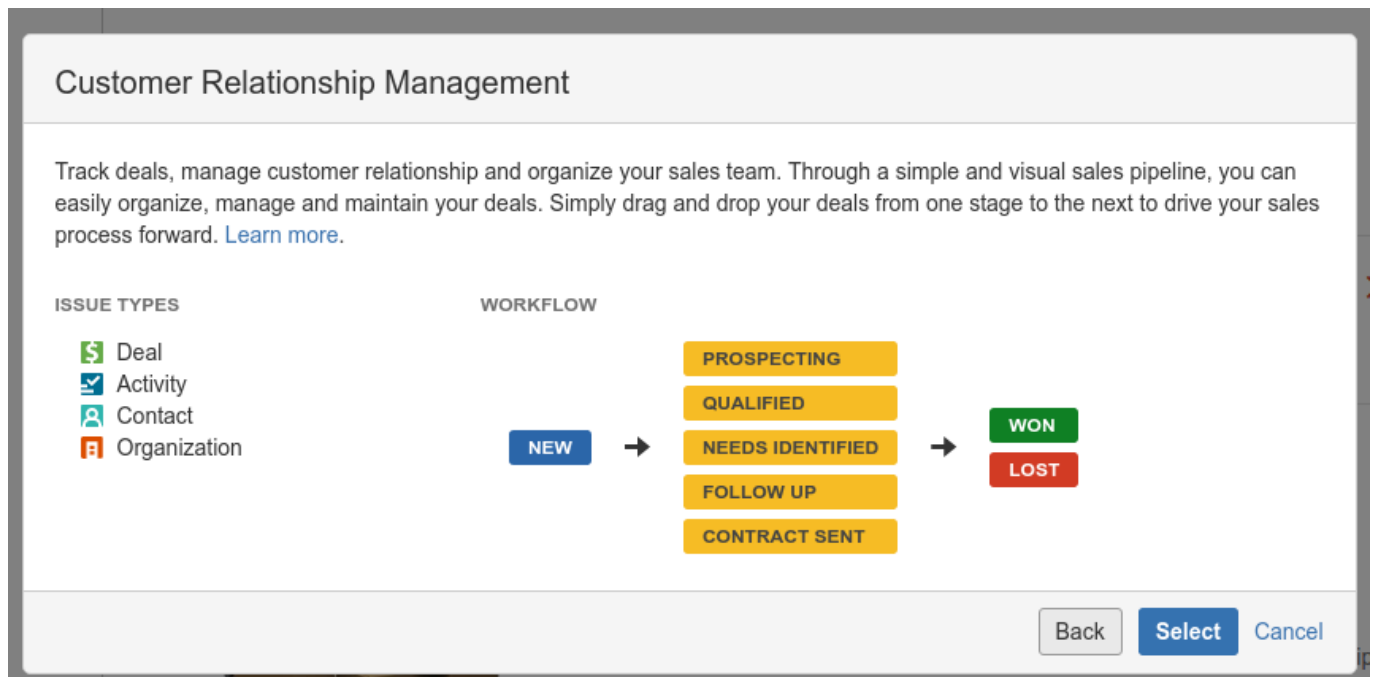 Customer Relationship Management
Track deals, manage customer relationship and organize your sales team. Through a simple and visual sales pipeline, you can
easily organize, manage and maintain your deals. Simply drag and drop your deals from one stage to the next to drive your sales
process forward. Learn more.
ISSUE TYPES
Deal
Activity
Contact
Organization
WORKFLOW
NEW
PROSPECTING
QUALIFIED
NEEDS IDENTIFIED
FOLLOW UP
CONTRACT SENT
WON
LOST
Back
Select
Cancel